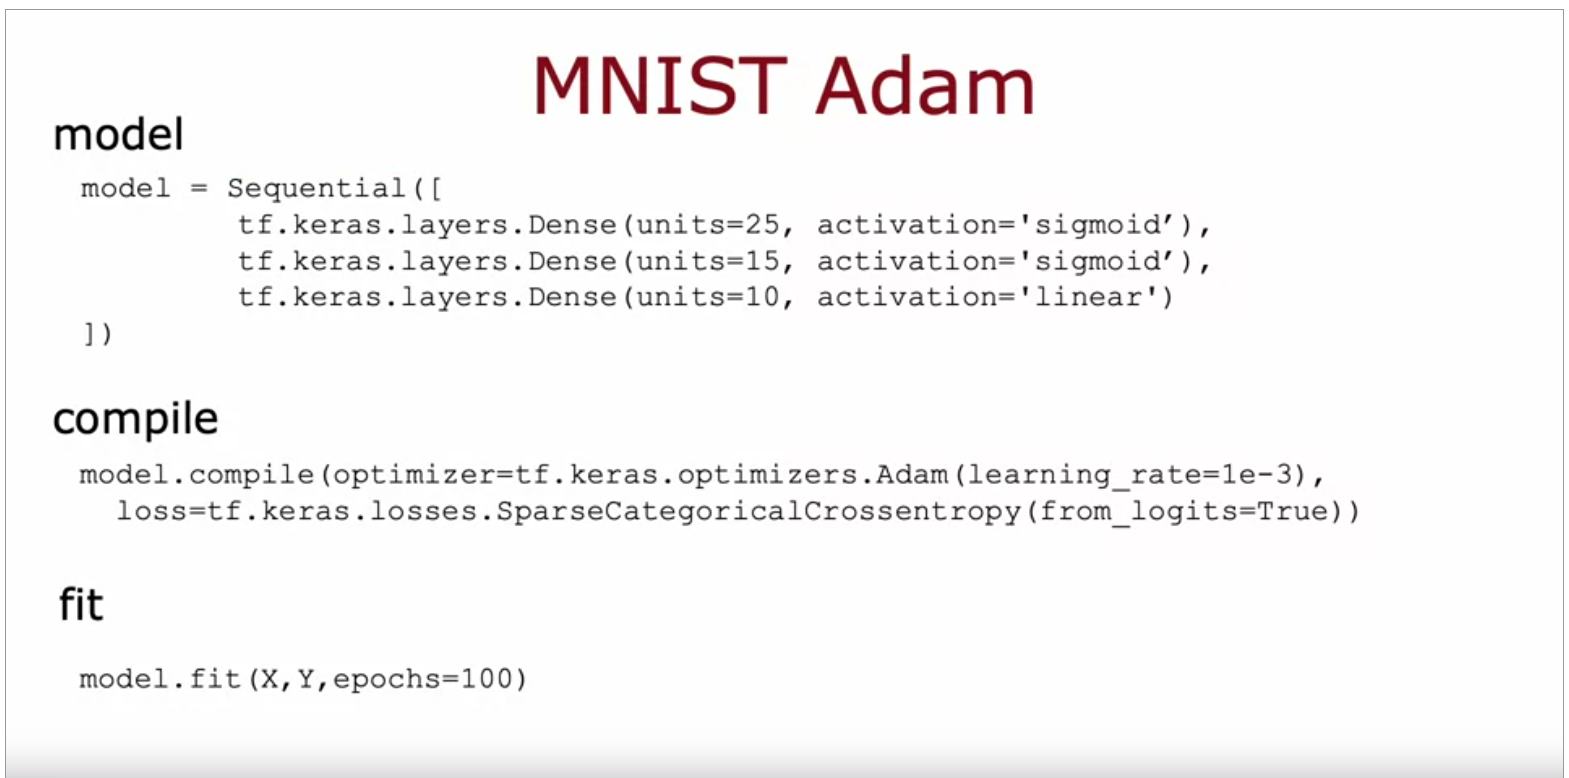 MNIST Adam
model
model = Sequential([
tf.keras.layers.Dense(units=25, activation='sigmoid’),
tf.keras.layers.Dense(units=15, activation='sigmoid’),
tf.keras.layers.Dense(units=10, activation='linear')
])
compile
model.compile(optimizer=tf.keras.optimizers.Adam(learning_rate=1e-3),
loss=tf.keras.losses.SparseCategoricalCrossentropy(from_logits=True))
fit
model.fit(X,Y,epochs=100)